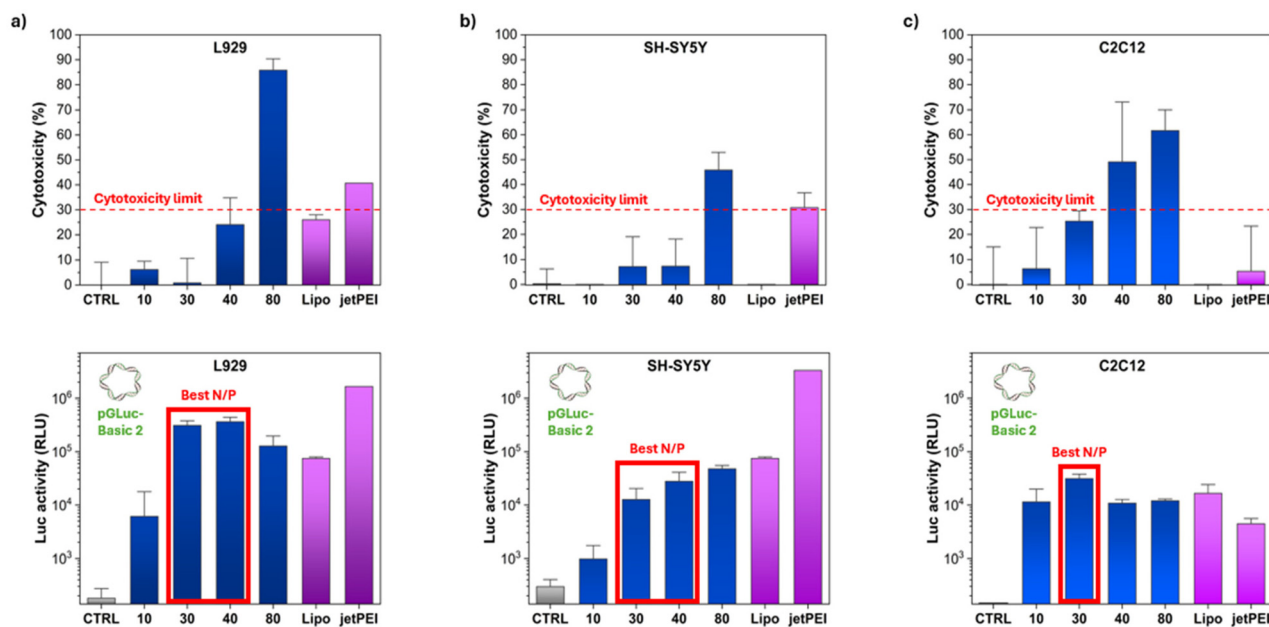 a)
L929
Cytotoxicity (%)
100
90
80
70
60
50
40
30
20
10
0
Cytotoxicity limit
CTRL 10 30 40 80 Lipo jetPEI
b)
SH-SY5Y
Cytotoxicity (%)
100
90
80
70
60
50
40
30
20
10
0
Cytotoxicity limit
CTRL 10 30 40 80 Lipo jetPEI
c)
C2C12
Cytotoxicity (%)
100
90
80
70
60
50
40
30
20
10
0
Cytotoxicity limit
CTRL 10 30 40 80 Lipo jetPEI
L929
Luc activity (RLU)
10⁶
10⁵
10⁴
10³
pGLuc-
Basic 2
Best N/P
CTRL 10 30 40 80 Lipo jetPEI
SH-SY5Y
Luc activity (RLU)
10⁶
10⁵
10⁴
10³
pGLuc-
Basic 2
Best N/P
CTRL 10 30 40 80 Lipo jetPEI
C2C12
Luc activity (RLU)
10⁶
10⁵
10⁴
10³
pGLuc-
Basic 2
Best N/P
CTRL 10 30 40 80 Lipo jetPEI